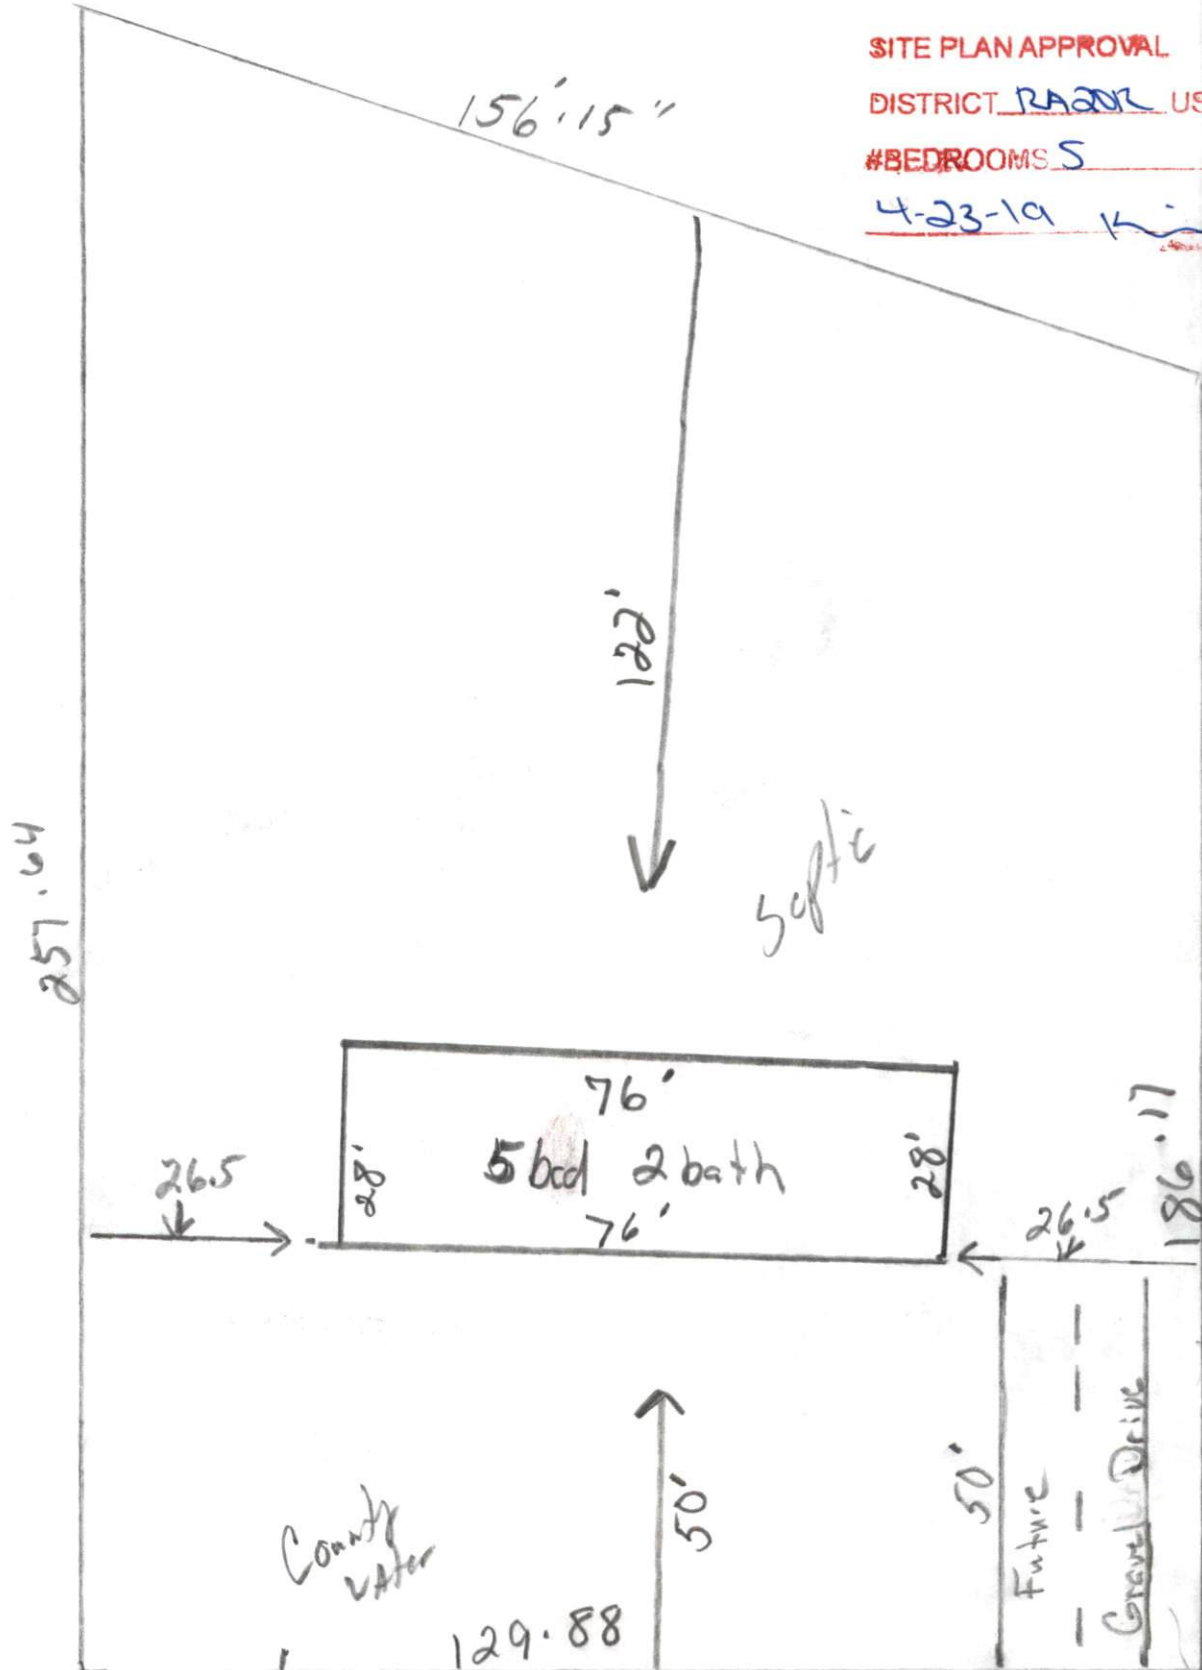 SITE PLAN APPROVAL
DISTRICT RA20R US
#BEDROOMS 5
4-23-19
156'.15"
122'
257.64
septic
76'
5 bed 2 bath
28'
28'
76'
26.5
26.5
186.17
50'
50'
Future
Gravel Drive
County
Water
129.88